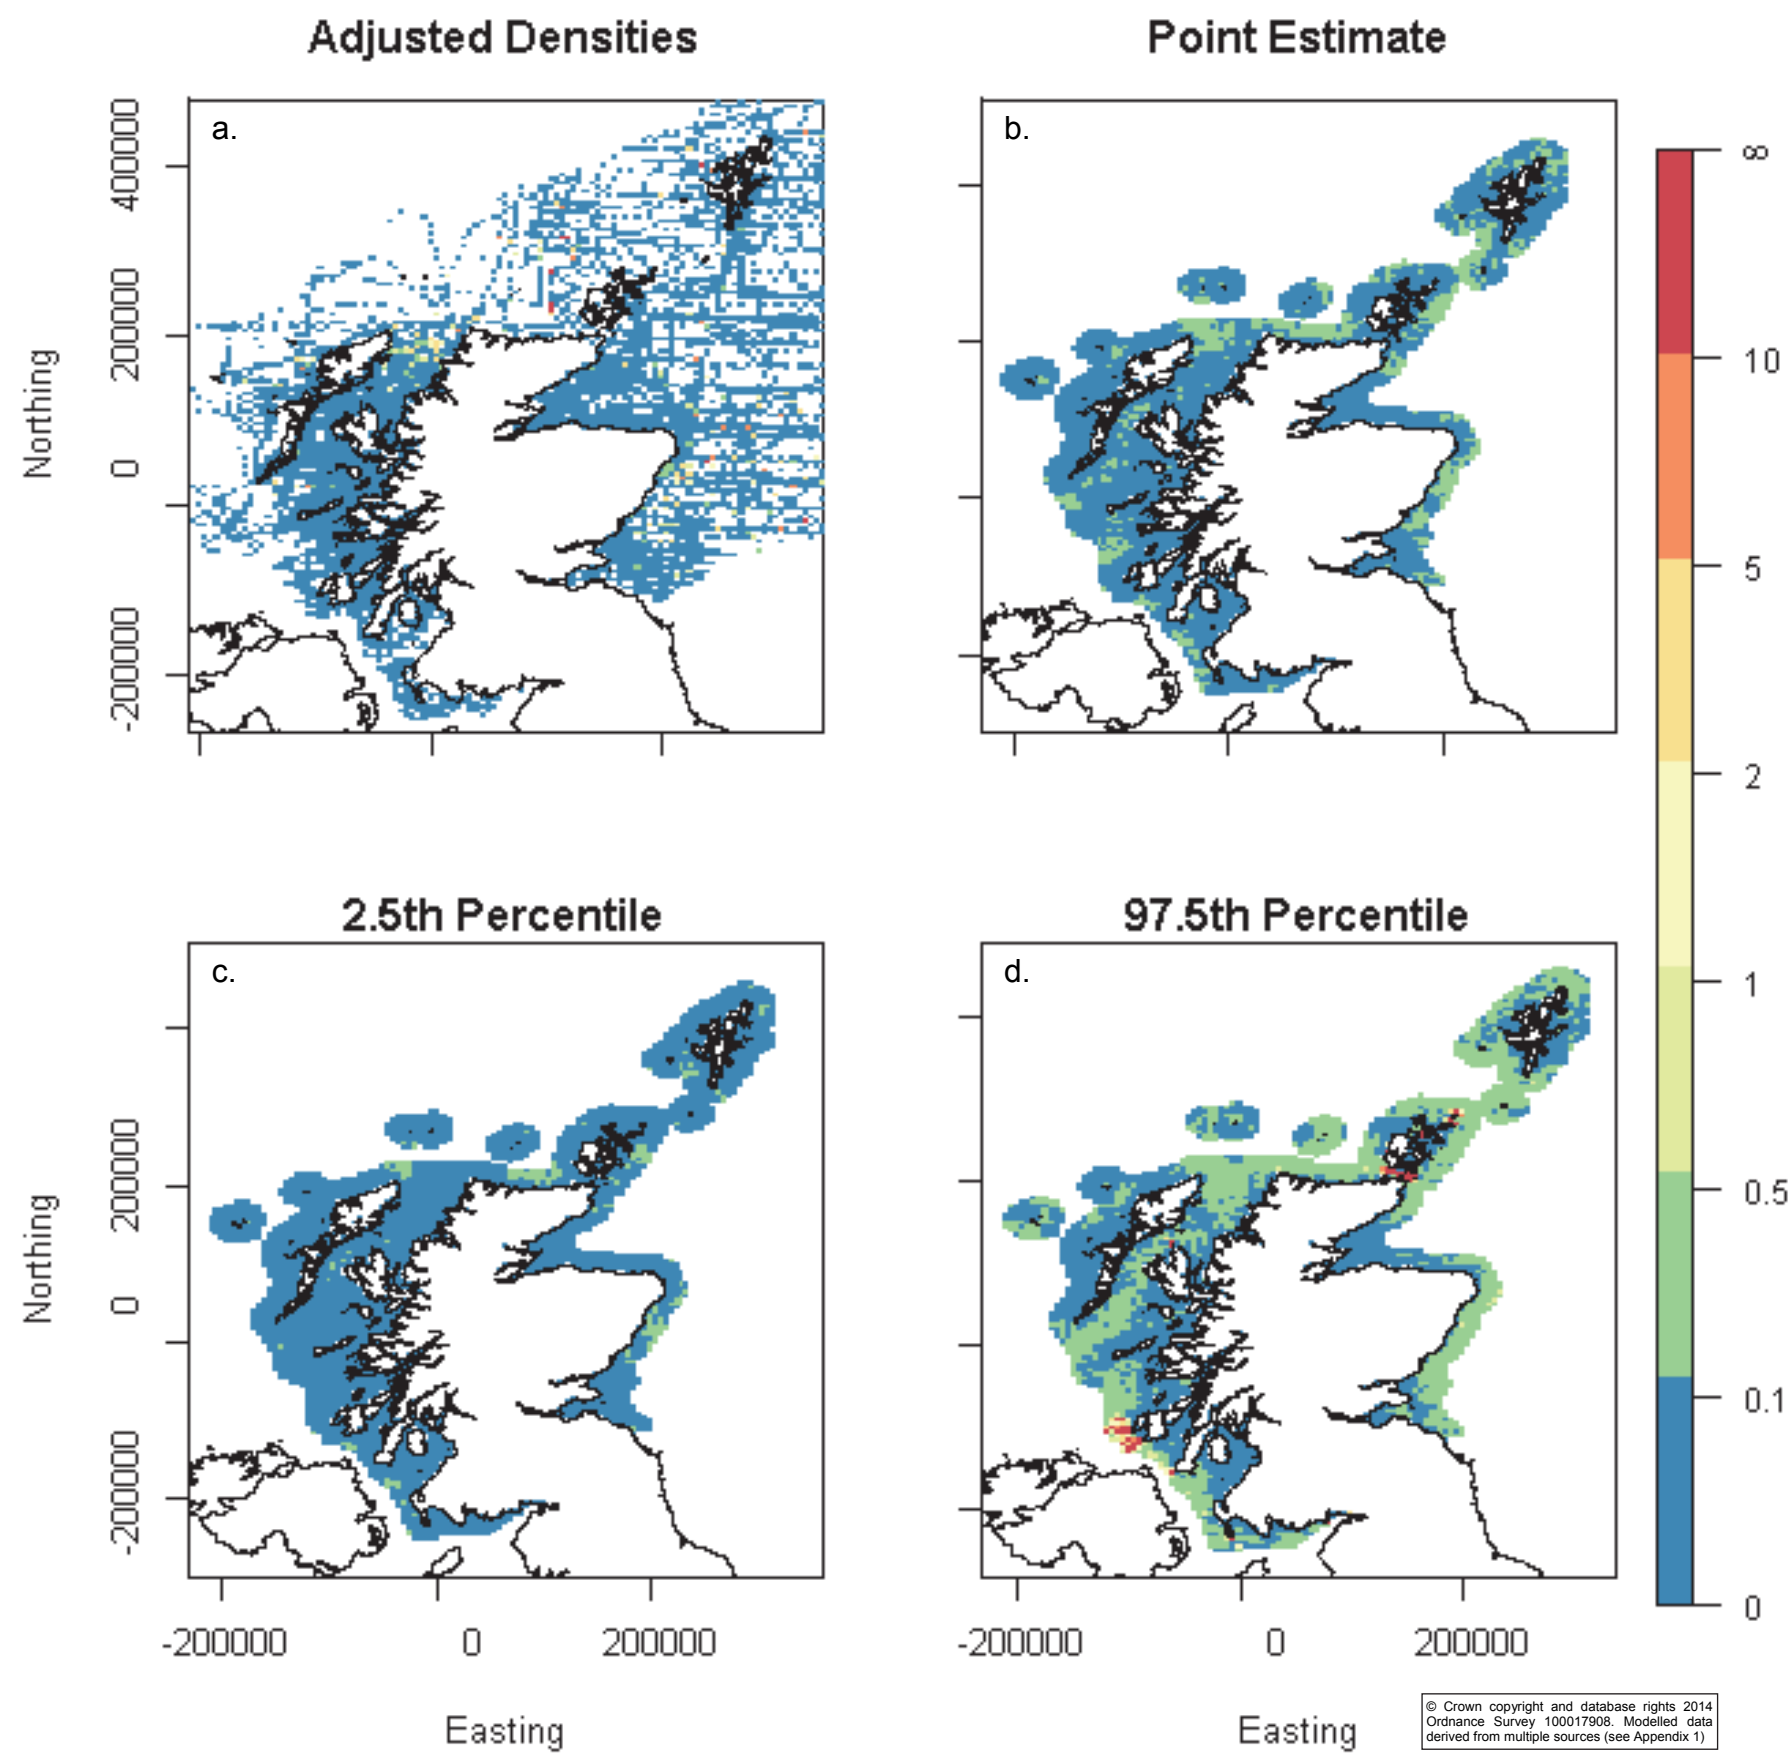 Adjusted Densities
Point Estimate
a.
b.
400000
200000
0
-200000
Northing
∞
10
5
2
1
0.5
0.1
0
2.5th Percentile
97.5th Percentile
c.
d.
200000
0
-200000
Northing
-200000 0 200000
-200000 0 200000
Easting
Easting
© Crown copyright and database rights 2014
Ordnance Survey 100017908. Modelled data
derived from multiple sources (see Appendix 1)